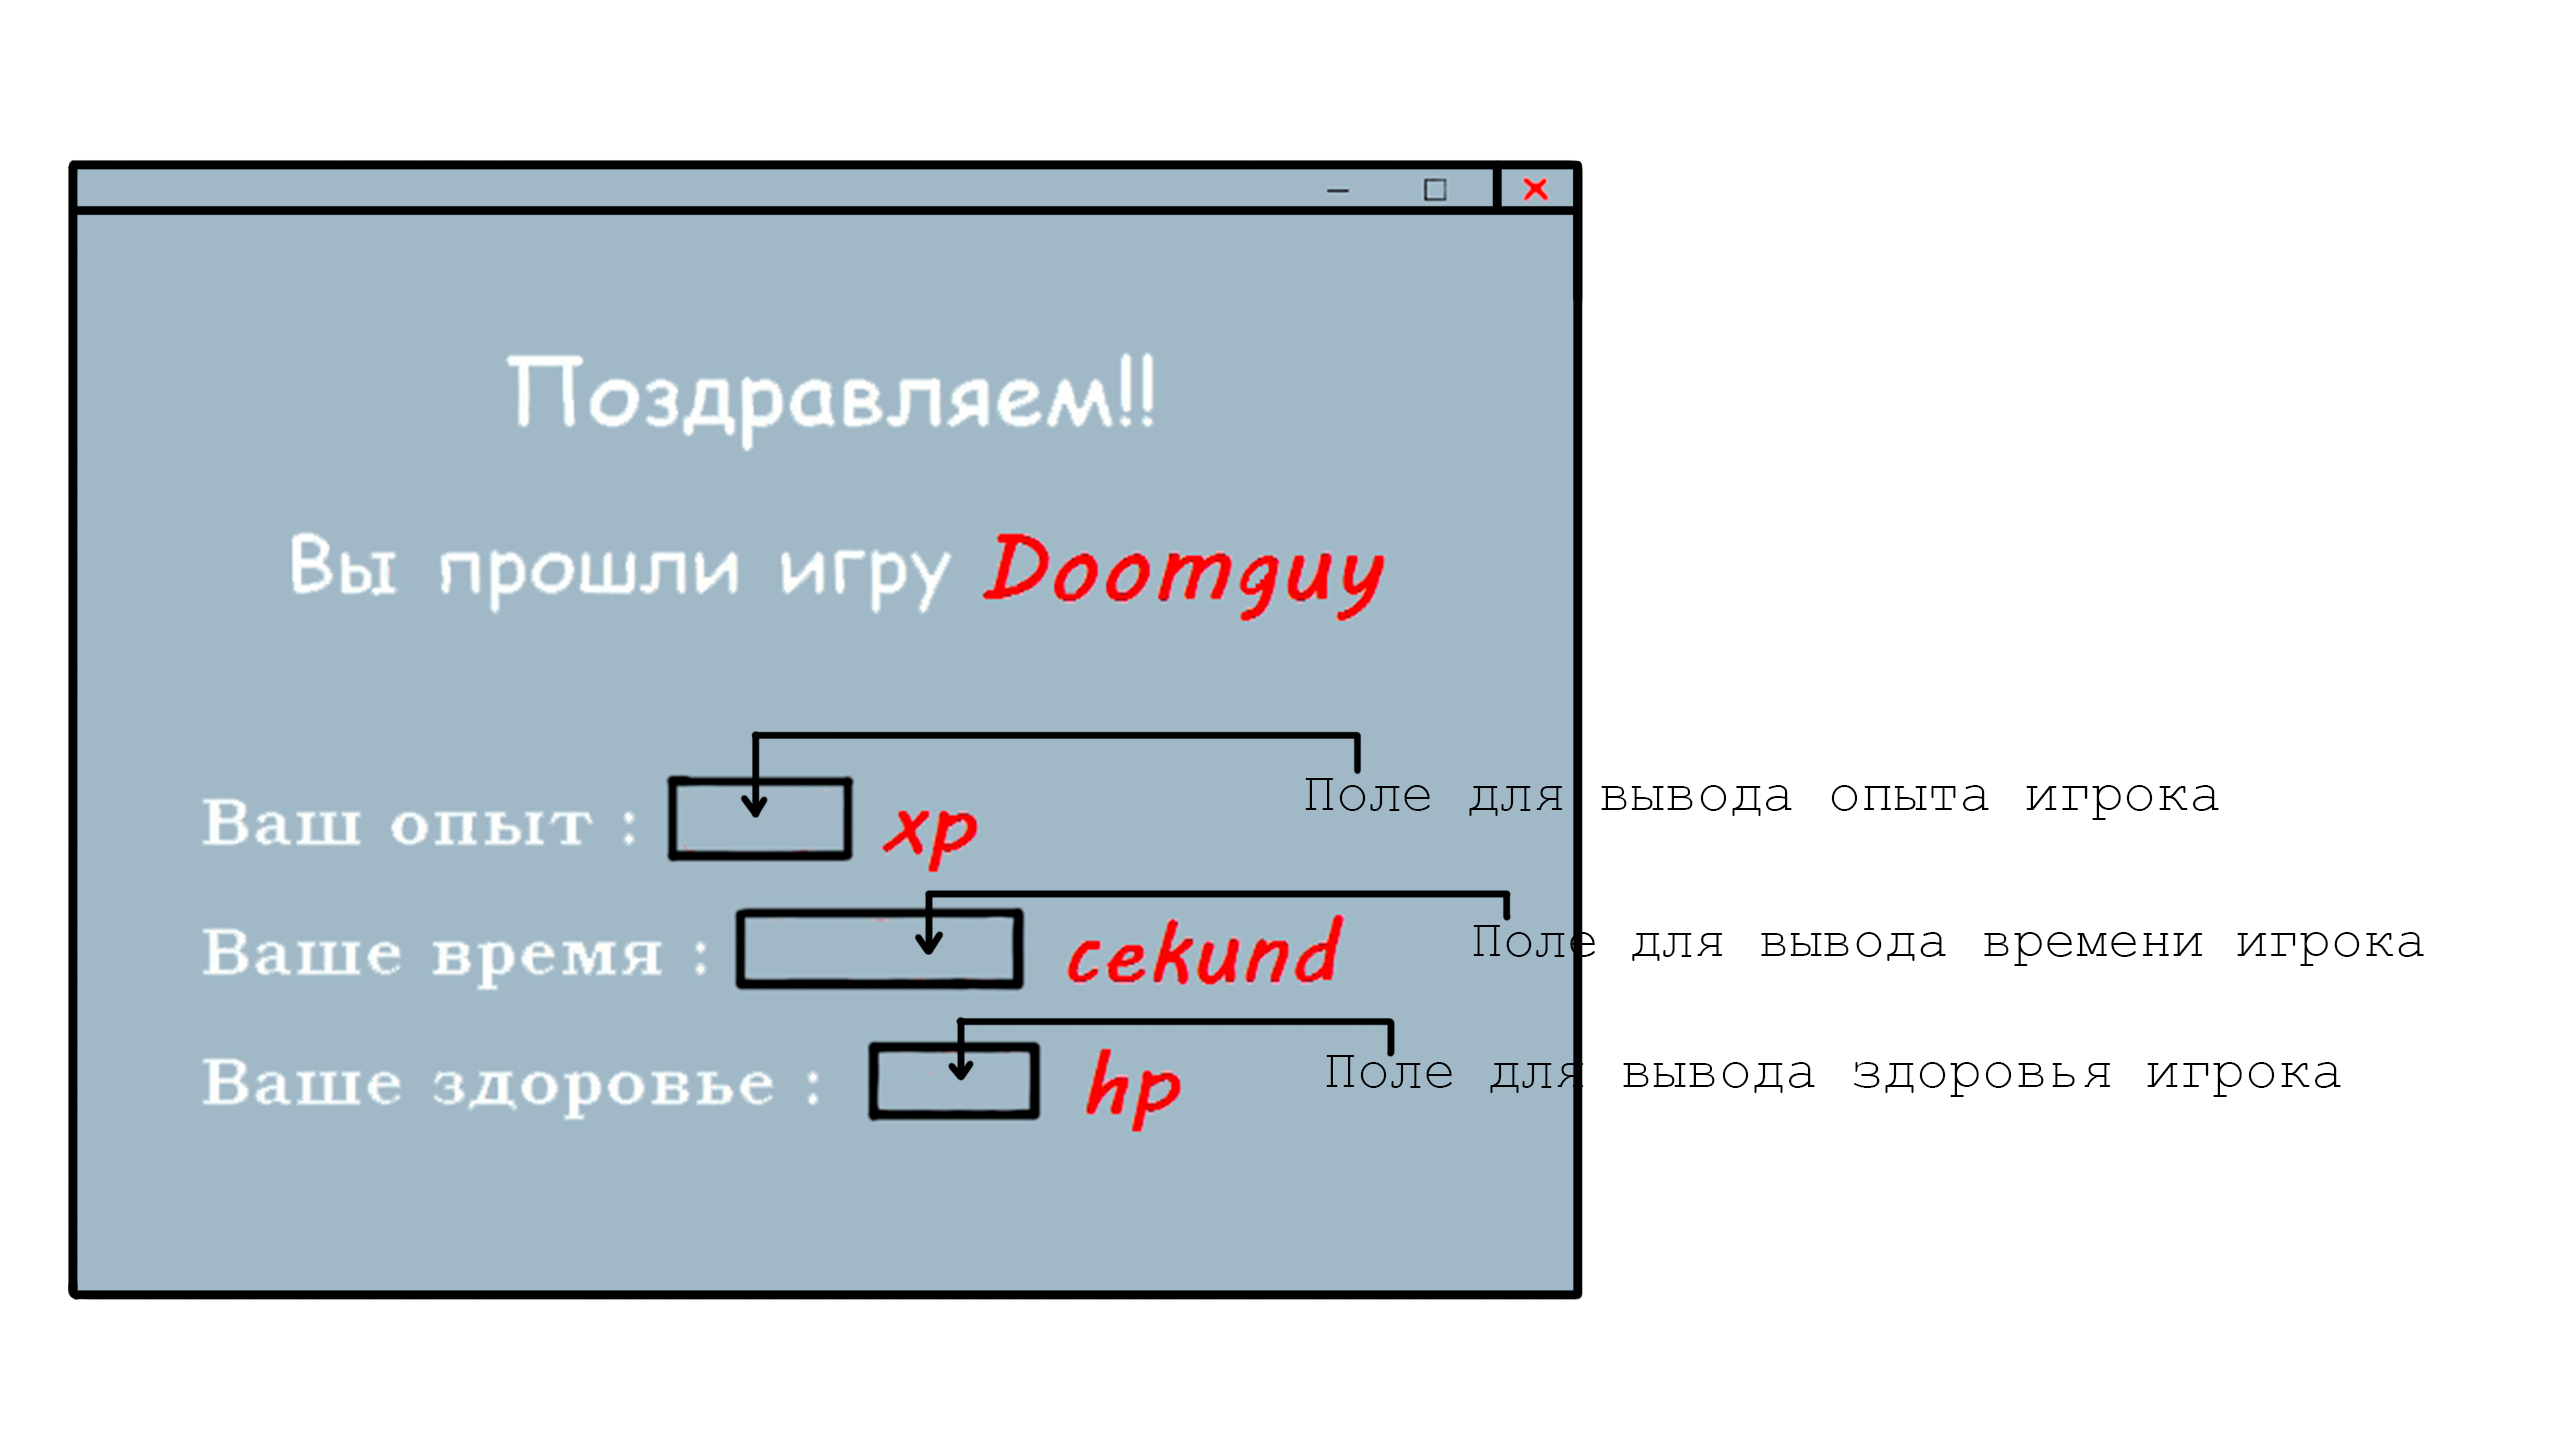 Поздравляем!!
Вы прошли игру Doomguy
Ваш опыт : xp Поле для вывода опыта игрока
Ваше время : cekund Поле для вывода времени игрока
Ваше здоровье : hp Поле для вывода здоровья игрока